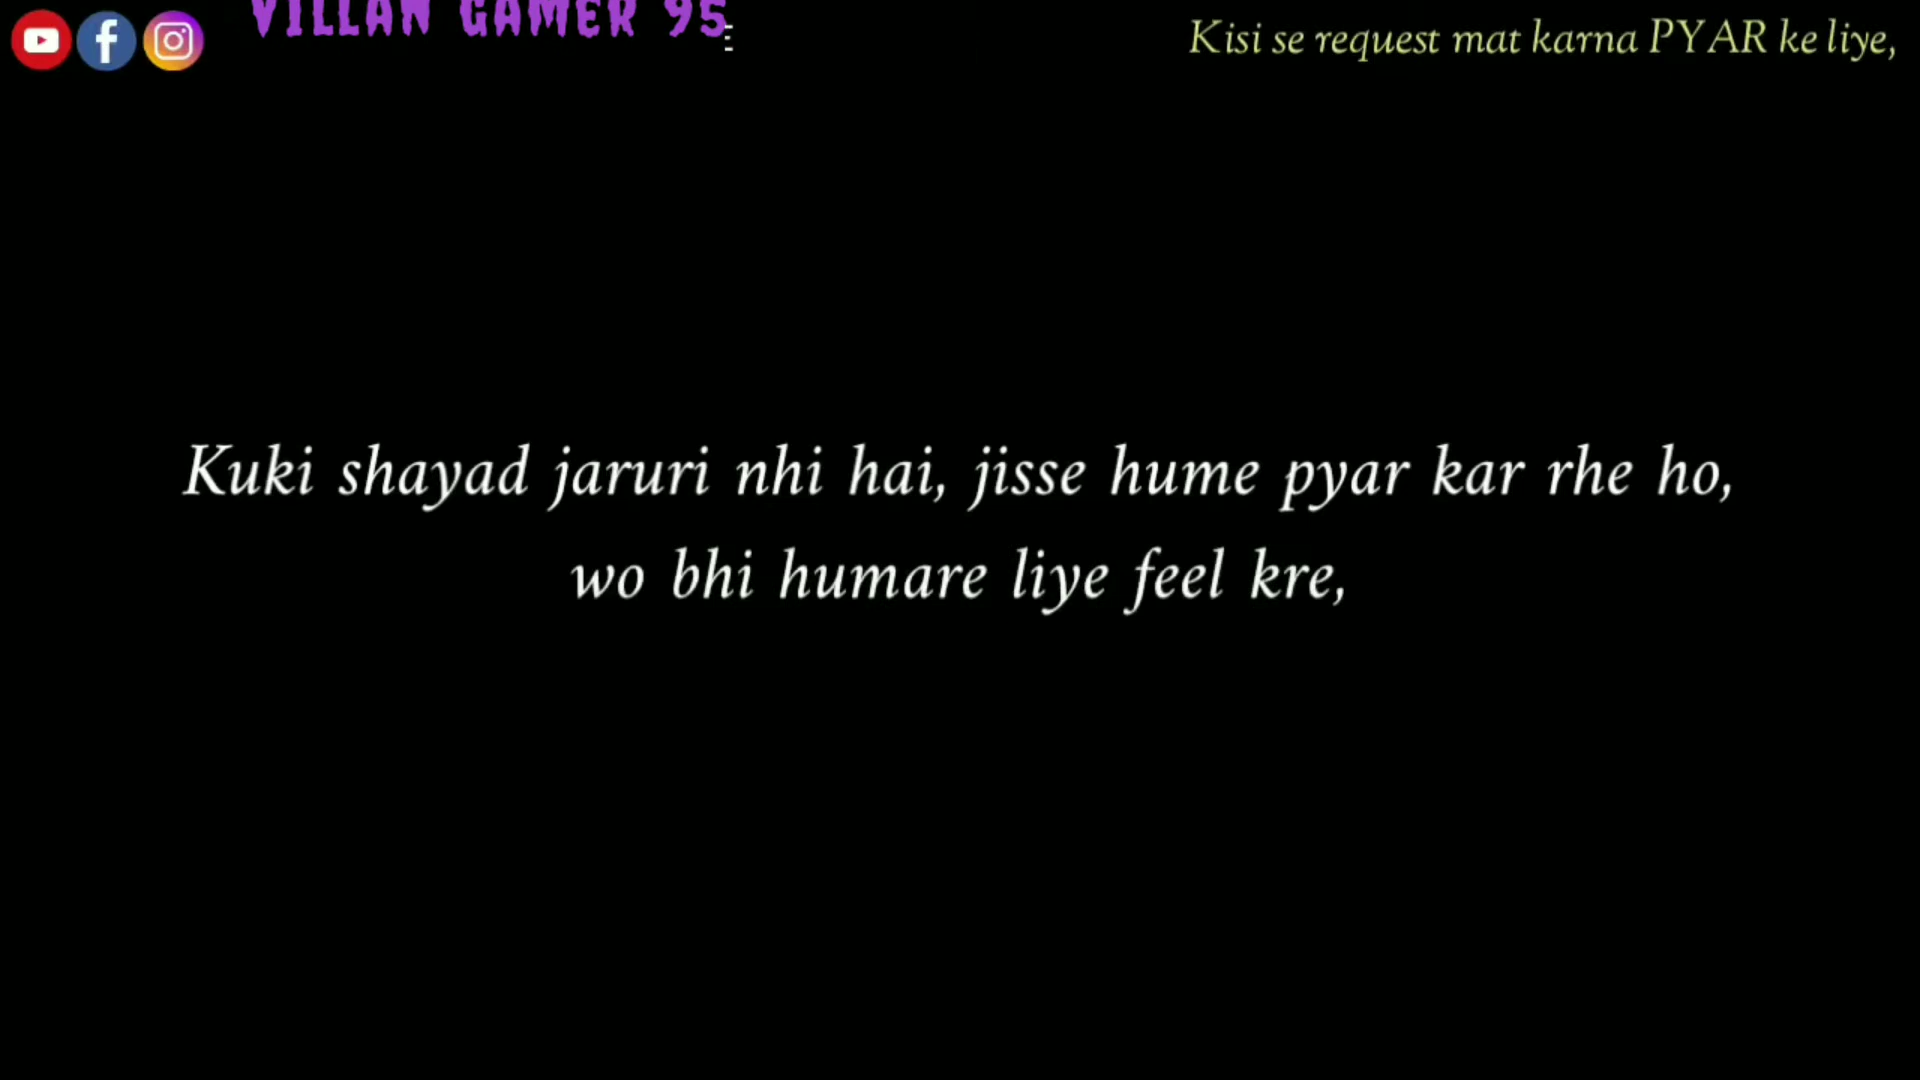 VILLAN GAMER 95
Kisi se request mat karna PYAR ke liye,
Kuki shayad jaruri nhi hai, jisse hume pyar kar rhe ho,
wo bhi humare liye feel kre,